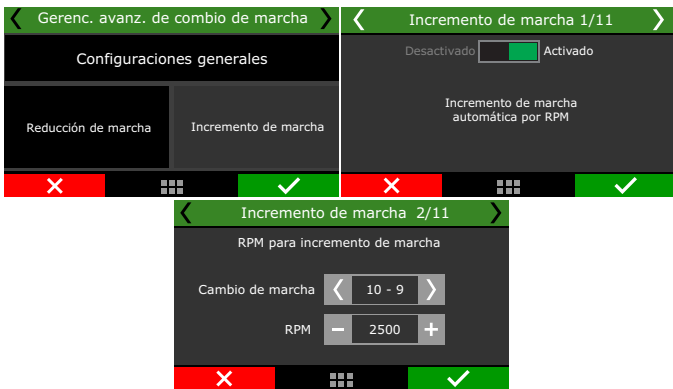 Gerenc. avanz. de combio de marcha
Configuraciones generales
Reducción de marcha
Incremento de marcha
Incremento de marcha 1/11
Desactivado
Activado
Incremento de marcha
automática por RPM
Incremento de marcha 2/11
RPM para incremento de marcha
Cambio de marcha
10 - 9
RPM
2500